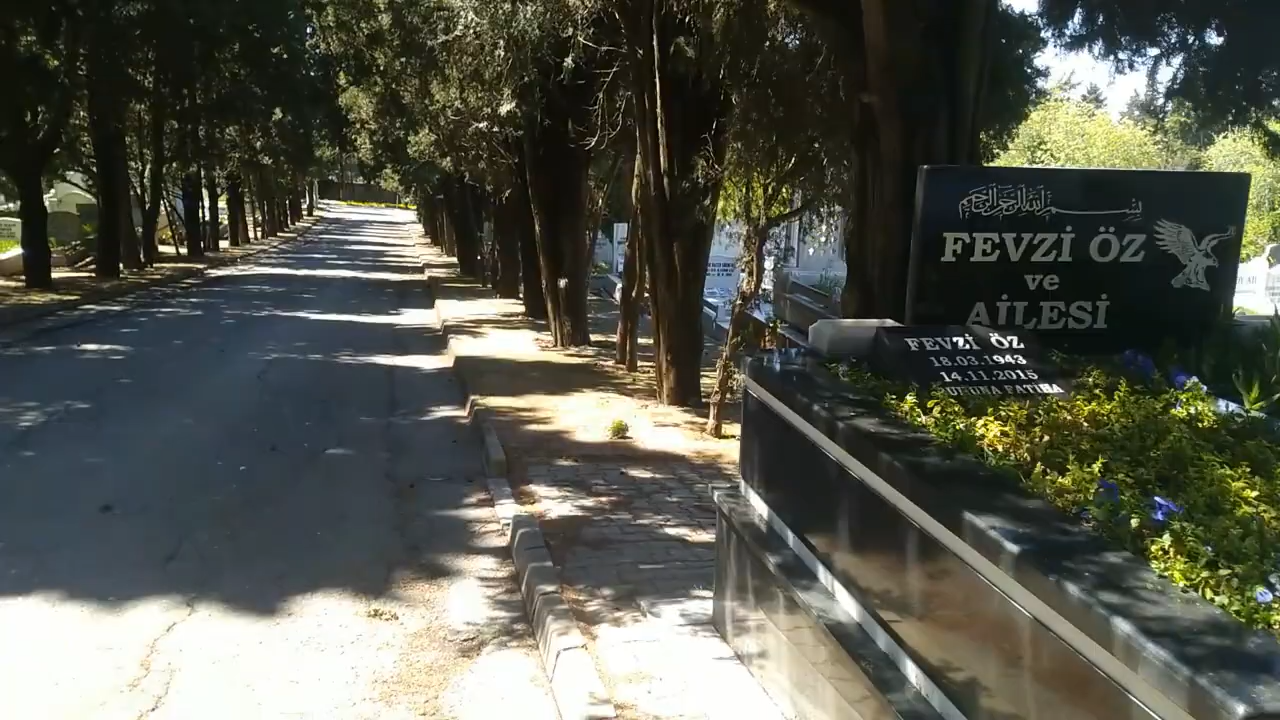 بسم الله الرحمن الرحيم
FEVZİ ÖZ
ve
AİLESİ
FEVZİ ÖZ
18.03.1943
14.11.2015
RUHUNA FATİHA